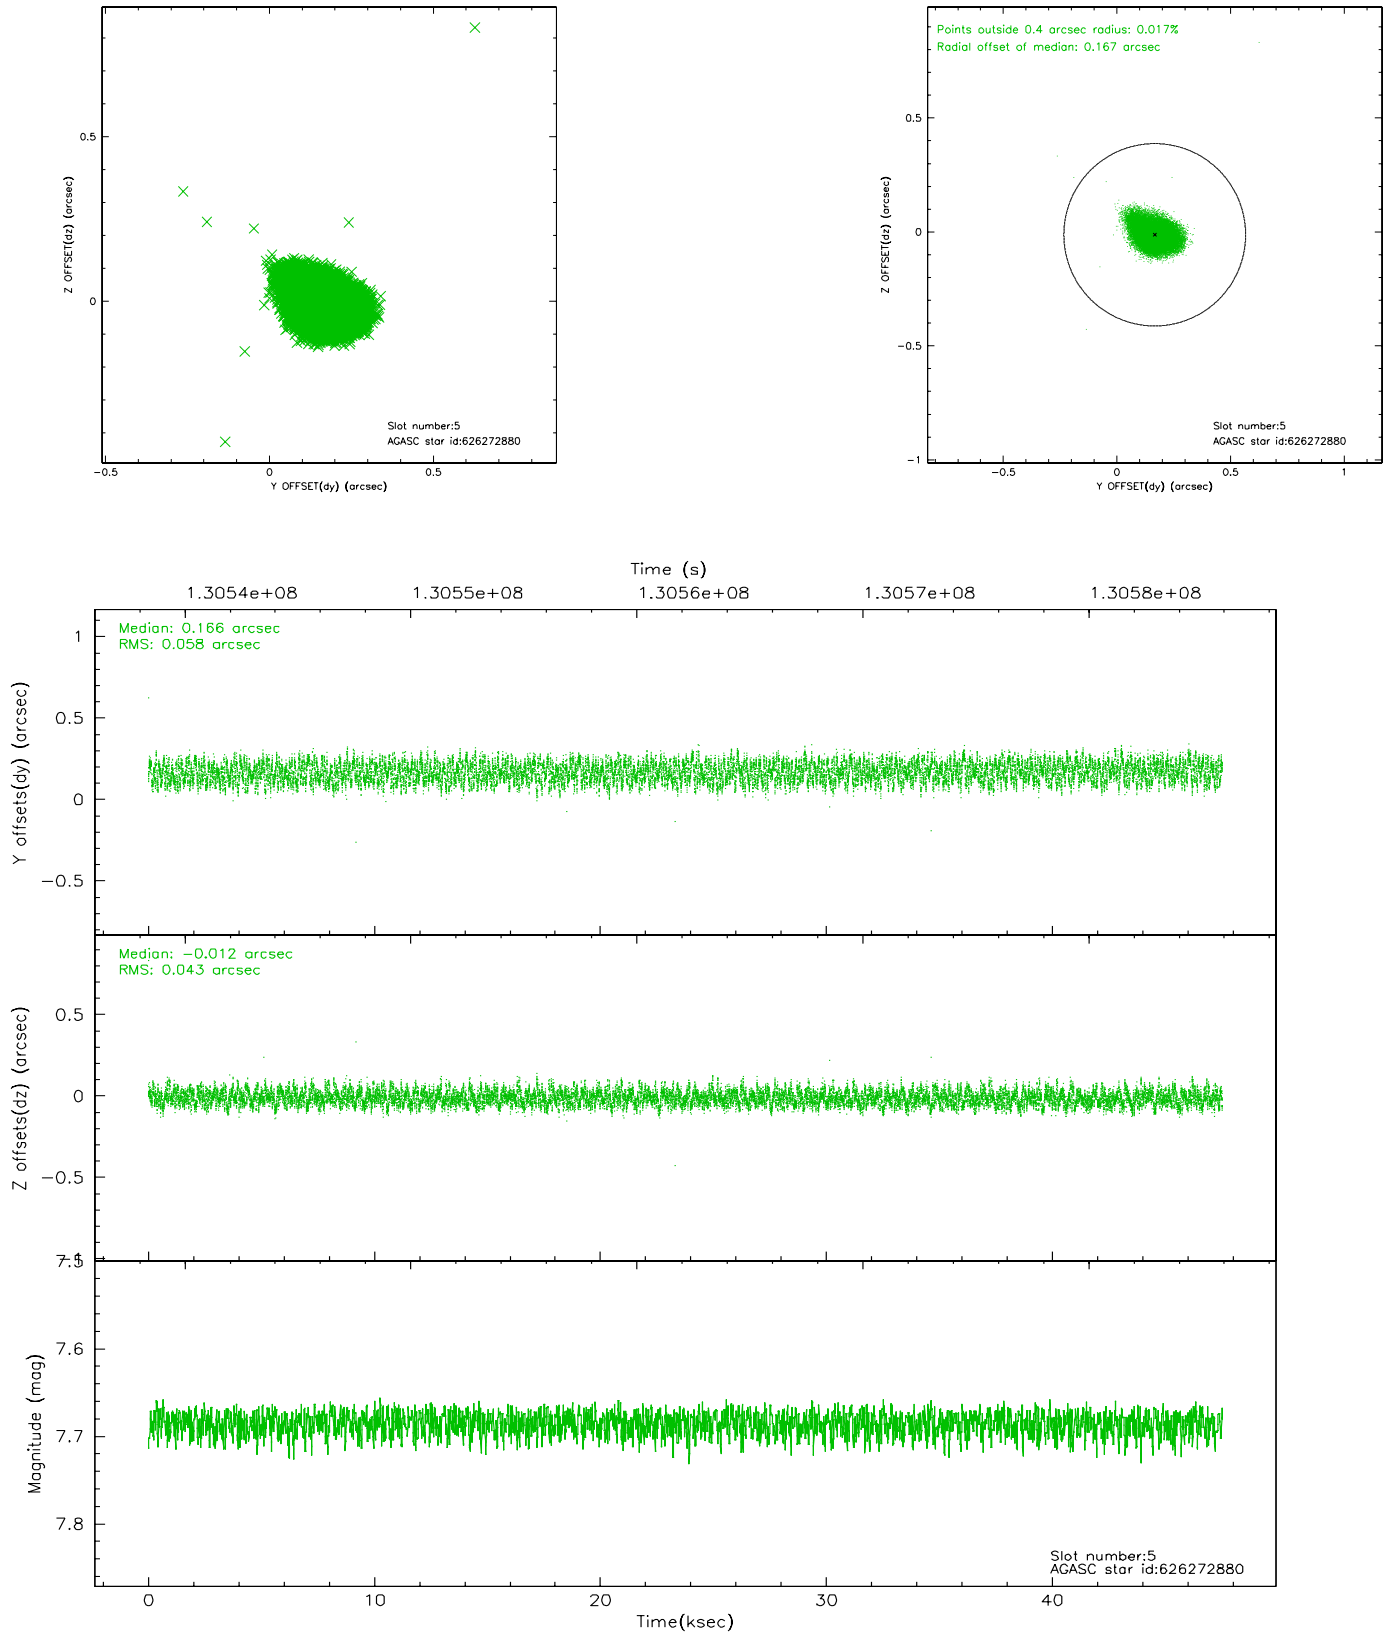 0.5
0
Z OFFSET(dz) (arcsec)
Slot number:5
AGASC star id:626272880
−0.5 0 0.5
Y OFFSET(dy) (arcsec)
Points outside 0.4 arcsec radius: 0.017%
Radial offset of median: 0.167 arcsec
0.5
0
−0.5
−1
Z OFFSET(dz) (arcsec)
Slot number:5
AGASC star id:626272880
−0.5 0 0.5 1
Y OFFSET(dy) (arcsec)
Time (s)
1.3054e+08 1.3055e+08 1.3056e+08 1.3057e+08 1.3058e+08
Median: 0.166 arcsec
RMS: 0.058 arcsec
1
0.5
0
−0.5
Y offsets(dy) (arcsec)
Median: −0.012 arcsec
RMS: 0.043 arcsec
0.5
0
−0.5
−1
Z offsets(dz) (arcsec)
7.5
7.6
7.7
7.8
Magnitude (mag)
Slot number:5
AGASC star id:626272880
0 10 20 30 40
Time(ksec)